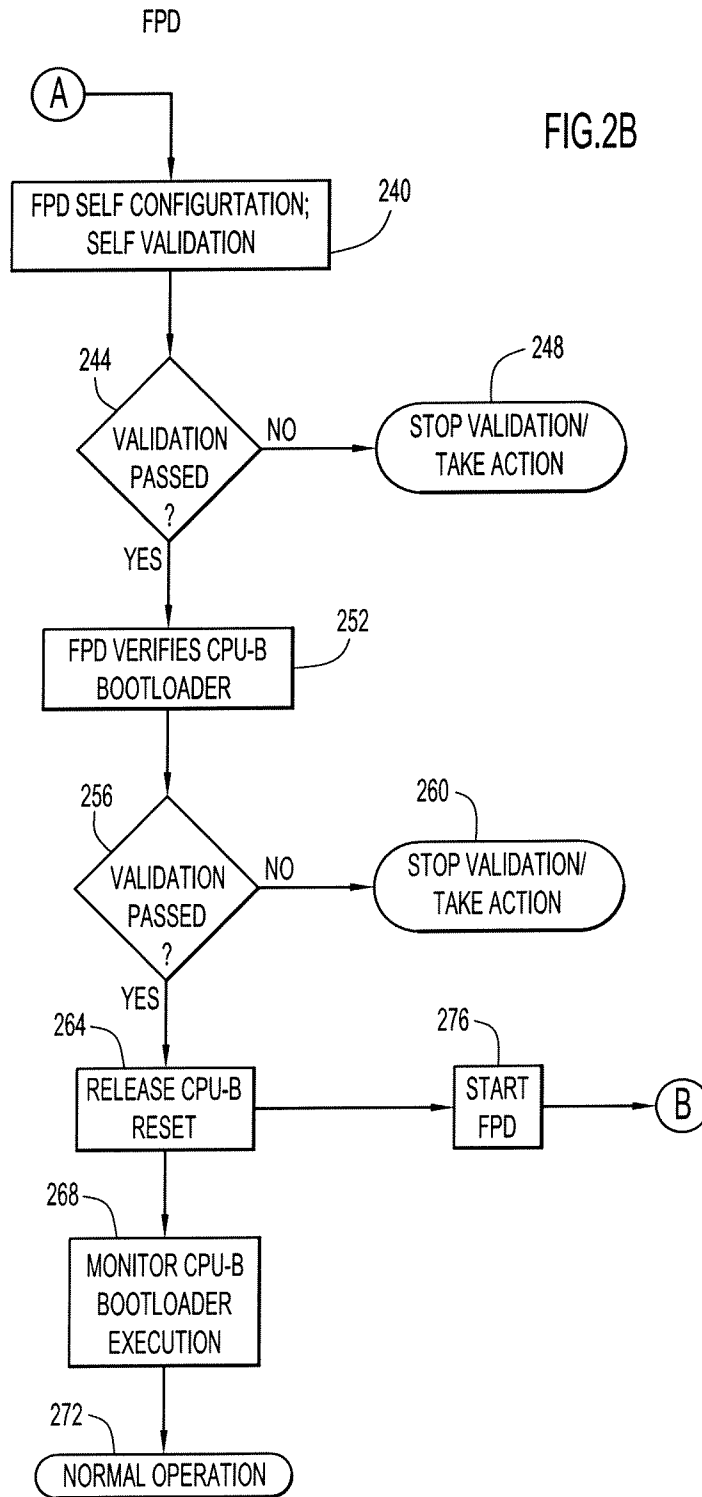 FPD
A
FIG.2B
FPD SELF CONFIGURTATION;
SELF VALIDATION
240
244
VALIDATION
PASSED
?
NO
248
STOP VALIDATION/
TAKE ACTION
YES
252
FPD VERIFIES CPU-B
BOOTLOADER
256
VALIDATION
PASSED
?
NO
260
STOP VALIDATION/
TAKE ACTION
YES
264
RELEASE CPU-B
RESET
276
START
FPD
B
268
MONITOR CPU-B
BOOTLOADER
EXECUTION
272
NORMAL OPERATION